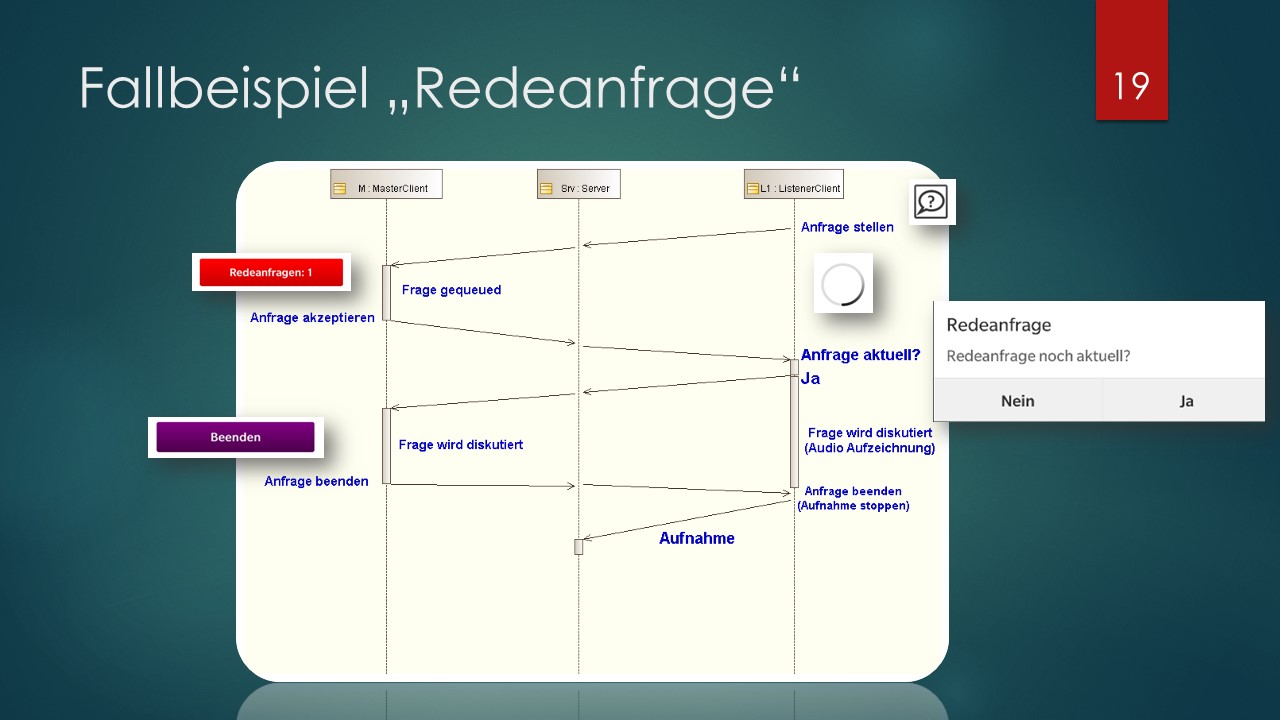 Fallbeispiel „Redeanfrage“
19
M : MasterClient
Srv : Server
L1 : ListenerClient
?
Anfrage stellen
Redeanfragen: 1
Frage gequeued
Anfrage akzeptieren
Anfrage aktuell?
Ja
Redeanfrage
Redeanfrage noch aktuell?
Nein
Ja
Beenden
Frage wird diskutiert
Frage wird diskutiert
(Audio Aufzeichnung)
Anfrage beenden
Anfrage beenden
(Aufnahme stoppen)
Aufnahme